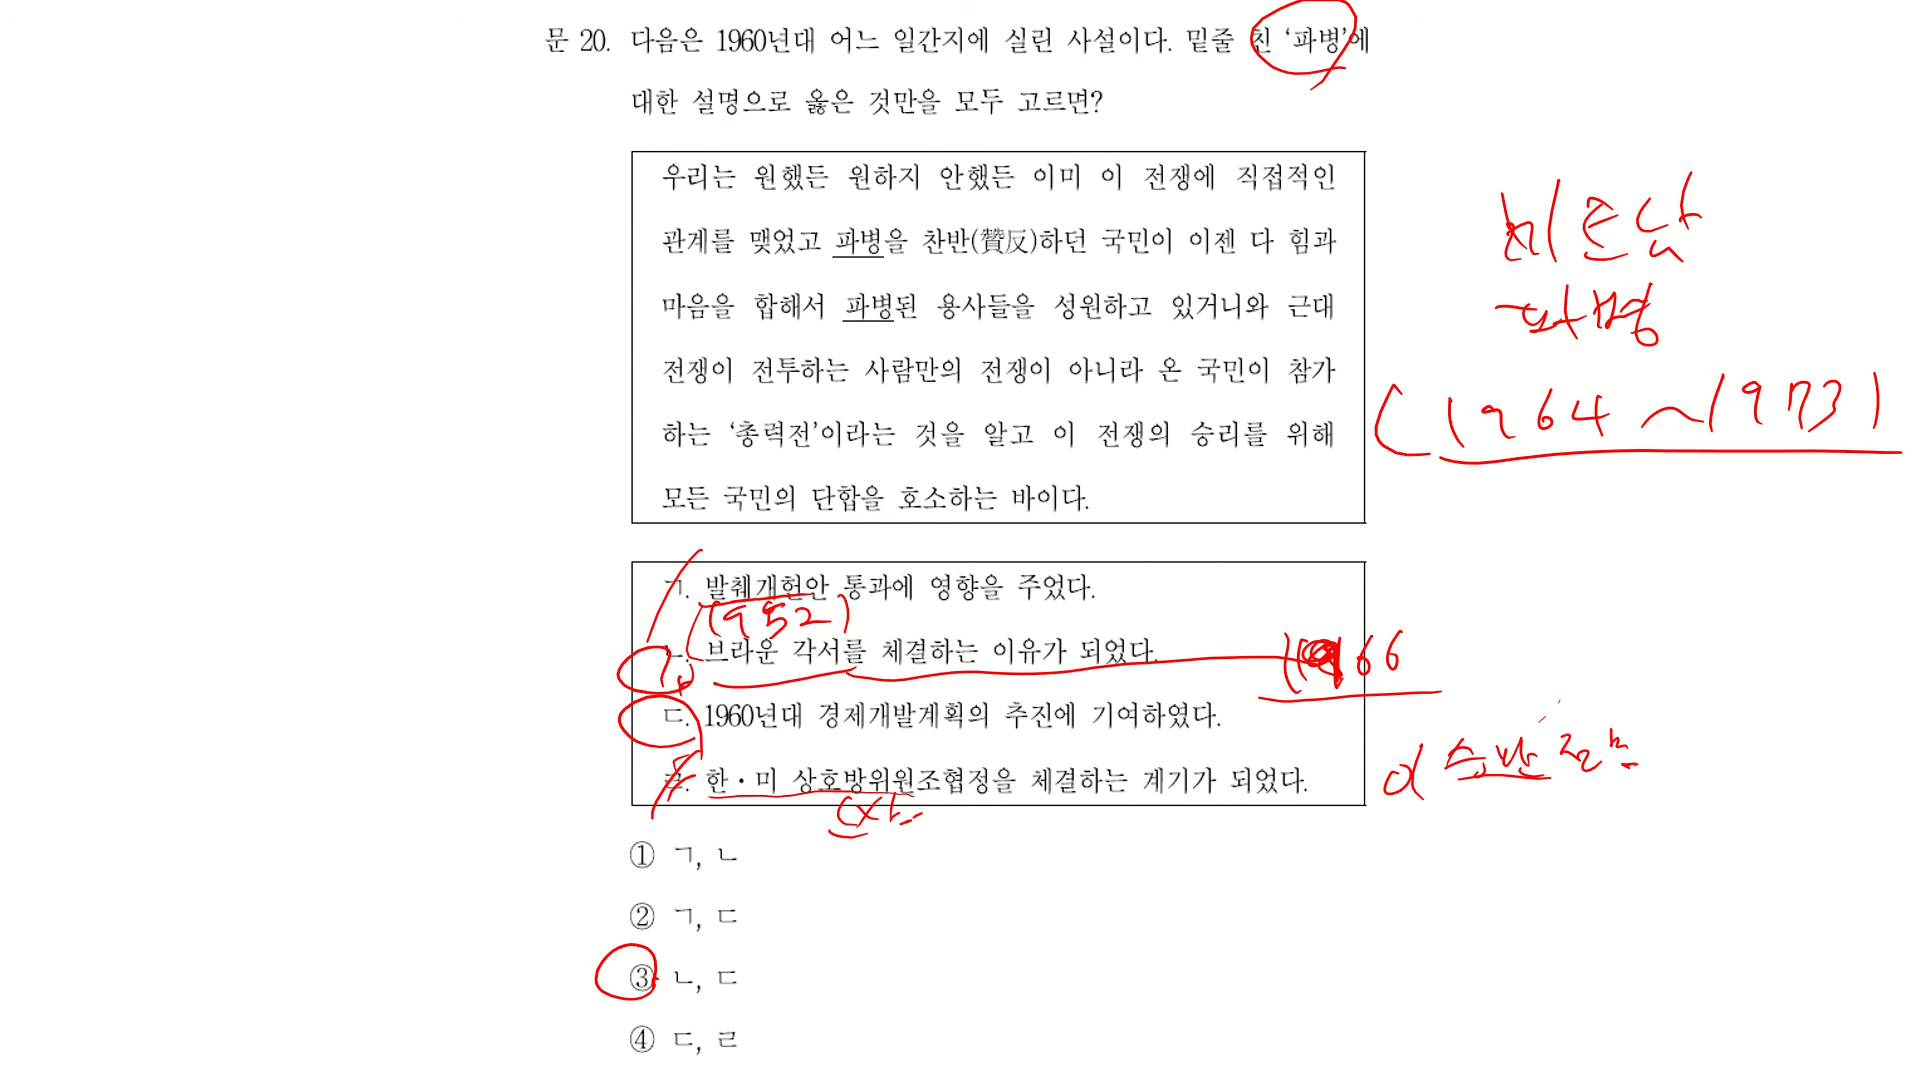 문 20. 다음은 1960년대 어느 일간지에 실린 사설이다. 밑줄 친 ‘파병’에
대한 설명으로 옳은 것만을 모두 고르면?
우리는 원했든 원하지 안했든 이미 이 전쟁에 직접적인
관계를 맺었고 파병을 찬반(贊反)하던 국민이 이젠 다 힘과
마음을 합해서 파병된 용사들을 성원하고 있거니와 근대
전쟁이 전투하는 사람만의 전쟁이 아니라 온 국민이 참가
하는 ‘총력전’이라는 것을 알고 이 전쟁의 승리를 위해
모든 국민의 단합을 호소하는 바이다.
비트남
파병
(1964~1973)
ㄱ. 발췌개헌안 통과에 영향을 주었다.
(952)
ㄴ. 브라운 각서를 체결하는 이유가 되었다.
66
ㄷ. 1960년대 경제개발계획의 추진에 기여하였다.
ㄹ. 한・미 상호방위원조협정을 체결하는 계기가 되었다.
① ㄱ, ㄴ
② ㄱ, ㄷ
③ ㄴ, ㄷ
④ ㄷ, ㄹ